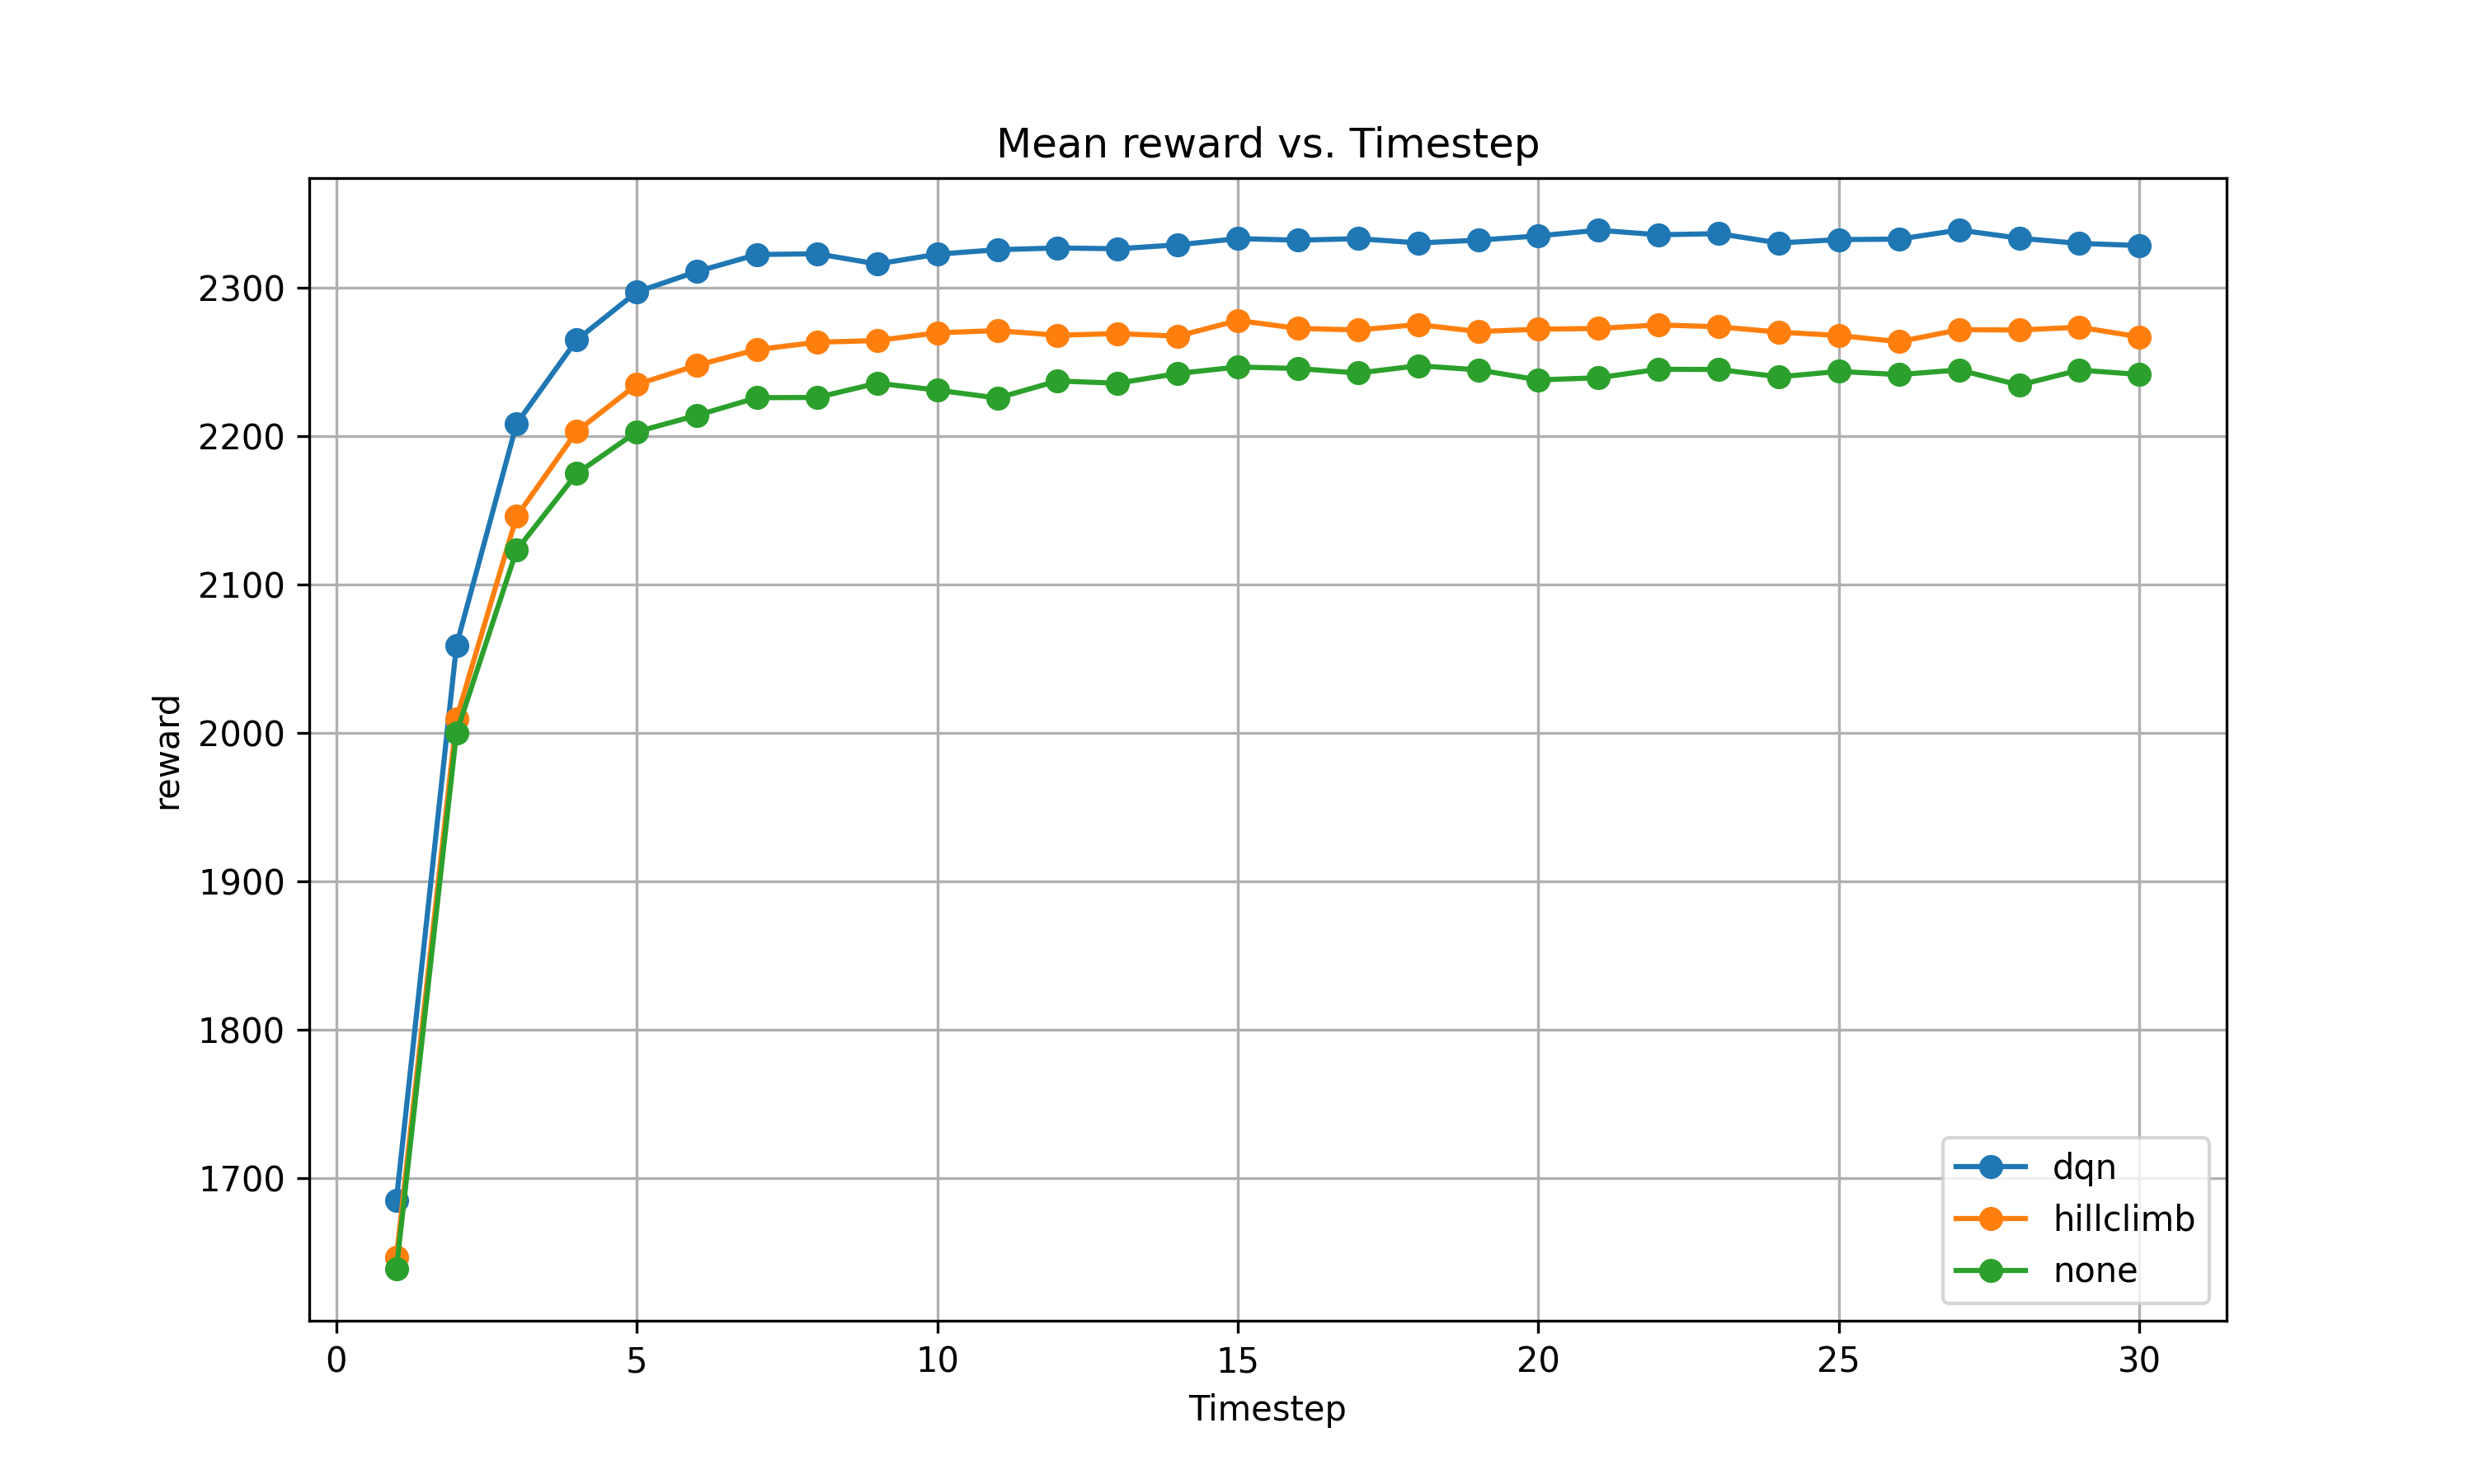 Mean reward vs. Timestep
reward
2300
2200
2100
2000
1900
1800
1700
0 5 10 15 20 25 30
Timestep
dqn
hillclimb
none